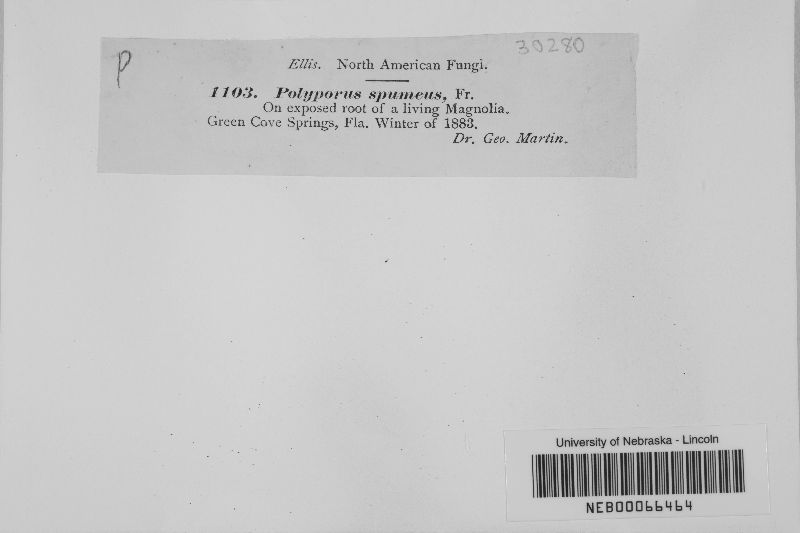 P
30280
Ellis. North American Fungi.
1103. Polyporus spumeus, Fr.
On exposed root of a living Magnolia.
Green Cove Springs, Fla. Winter of 1883.
Dr. Geo. Martin.
University of Nebraska - Lincoln
NEB00066464